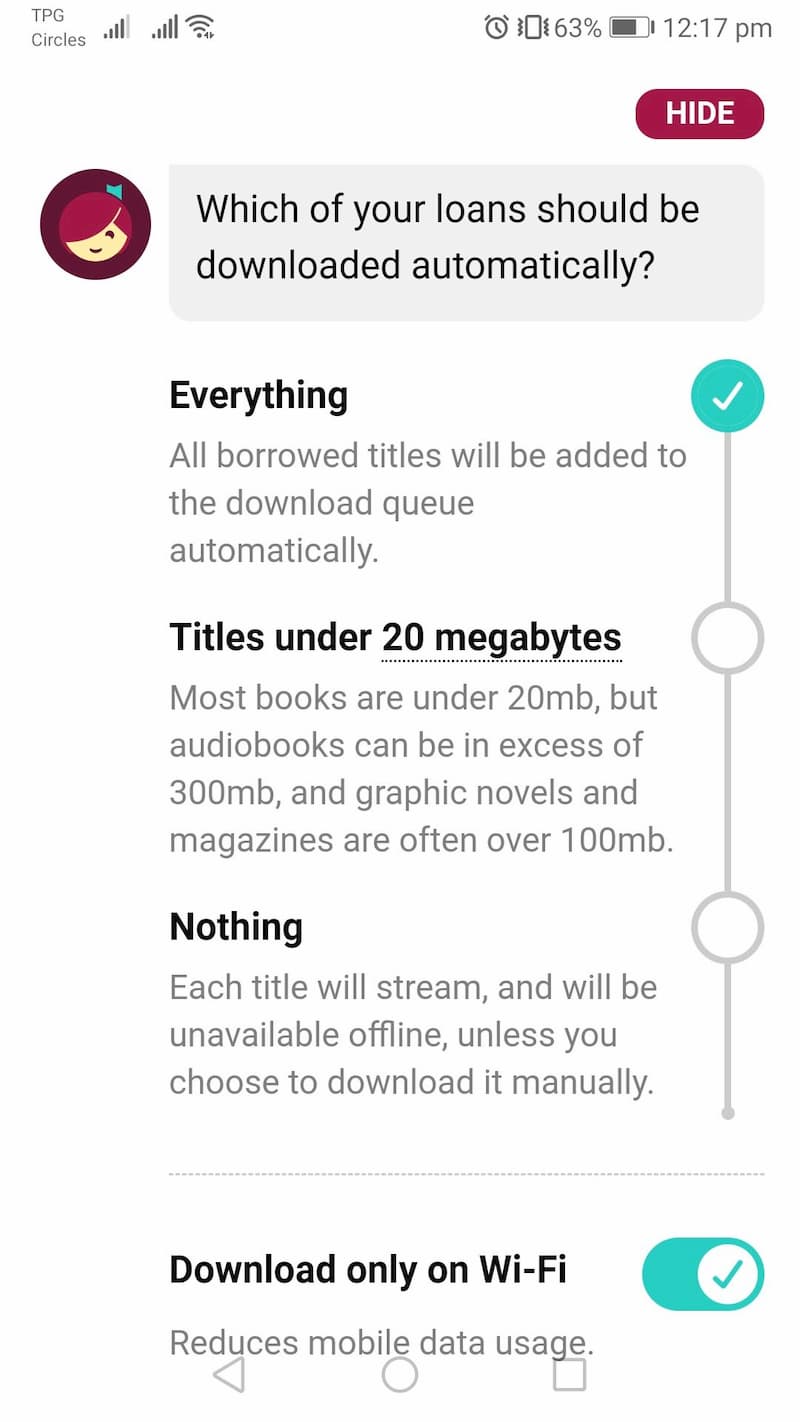 TPG
Circles
63% 12:17 pm
HIDE
Which of your loans should be
downloaded automatically?
Everything
All borrowed titles will be added to
the download queue
automatically.
Titles under 20 megabytes
Most books are under 20mb, but
audiobooks can be in excess of
300mb, and graphic novels and
magazines are often over 100mb.
Nothing
Each title will stream, and will be
unavailable offline, unless you
choose to download it manually.
Download only on Wi-Fi
Reduces mobile data usage.